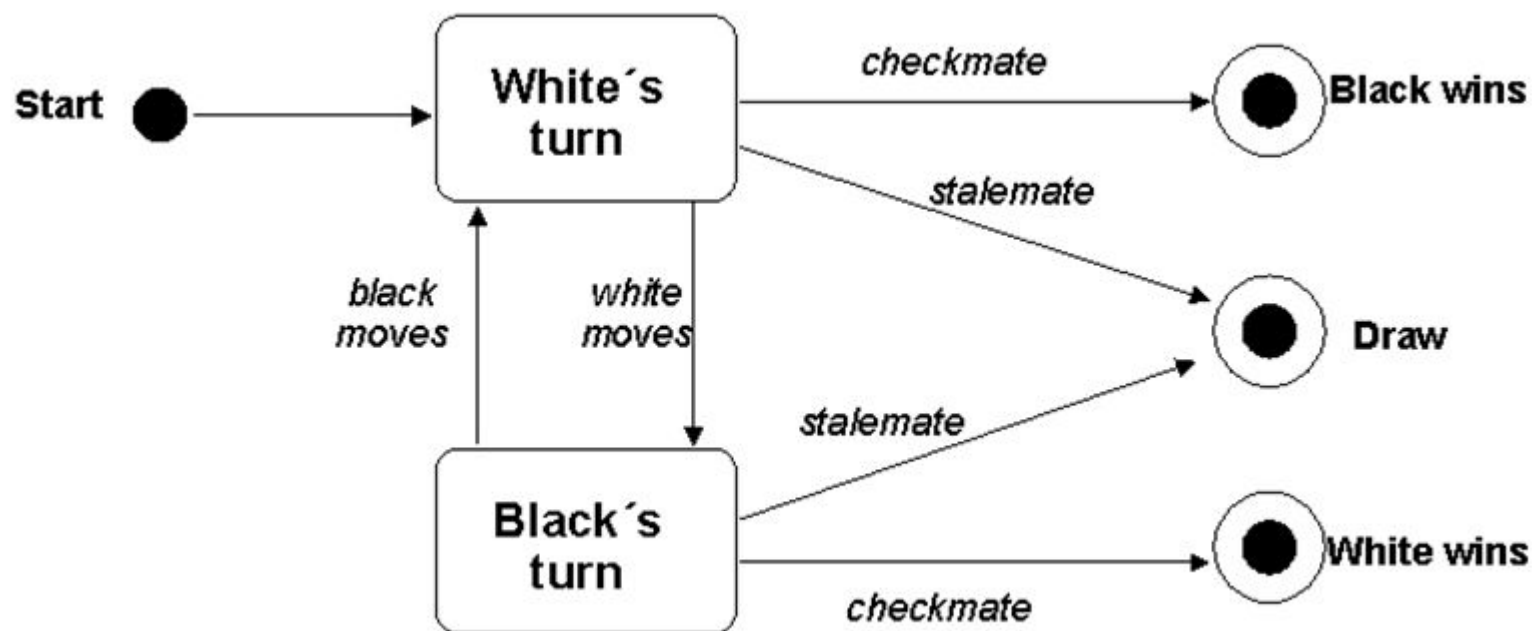 Start
White´s
turn
checkmate
Black wins
stalemate
black
moves
white
moves
Draw
stalemate
Black´s
turn
White wins
checkmate